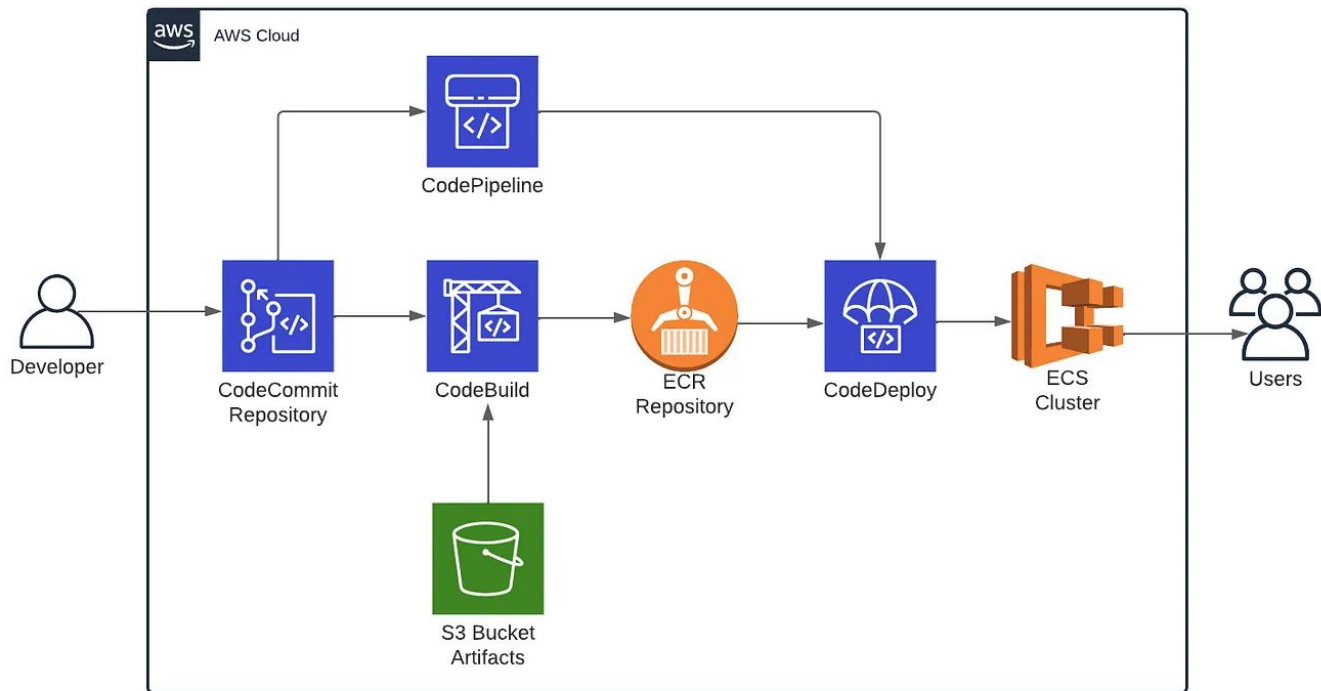 aws
AWS Cloud
</>
CodePipeline
Developer
</>
CodeCommit
Repository
</>
CodeBuild
ECR
Repository
</>
CodeDeploy
ECS
Cluster
Users
S3 Bucket
Artifacts